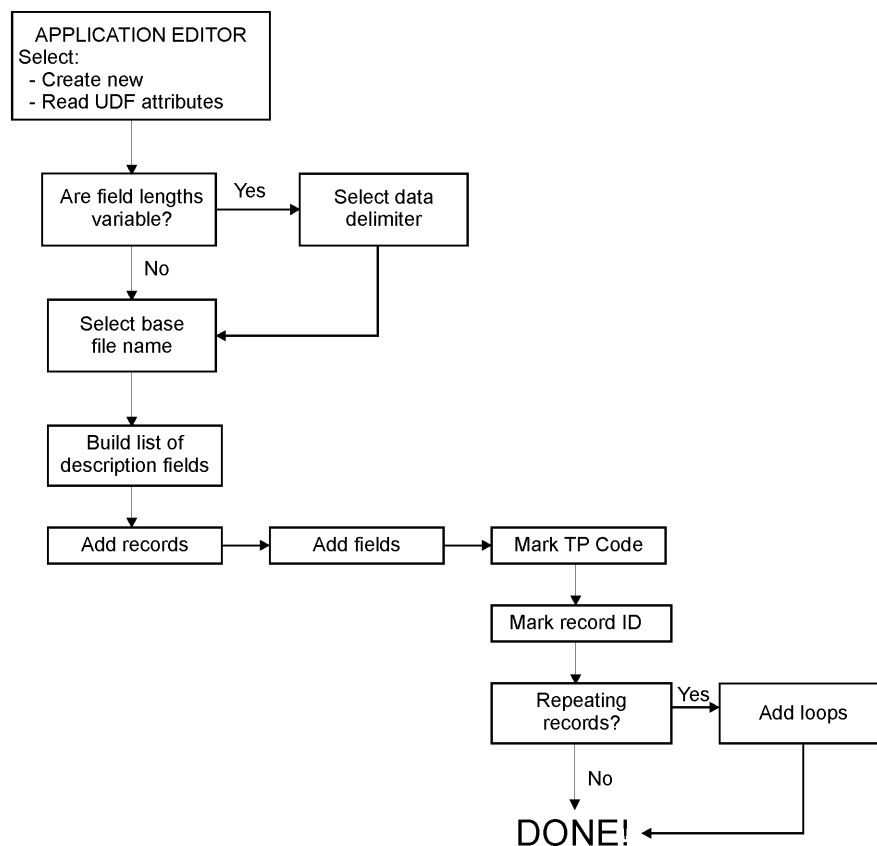 APPLICATION EDITOR
Select:
- Create new
- Read UDF attributes
Are field lengths
variable?
Yes
Select data
delimiter
No
Select base
file name
Build list of
description fields
Add records
Add fields
Mark TP Code
Mark record ID
Repeating
records?
Yes
Add loops
No
DONE!